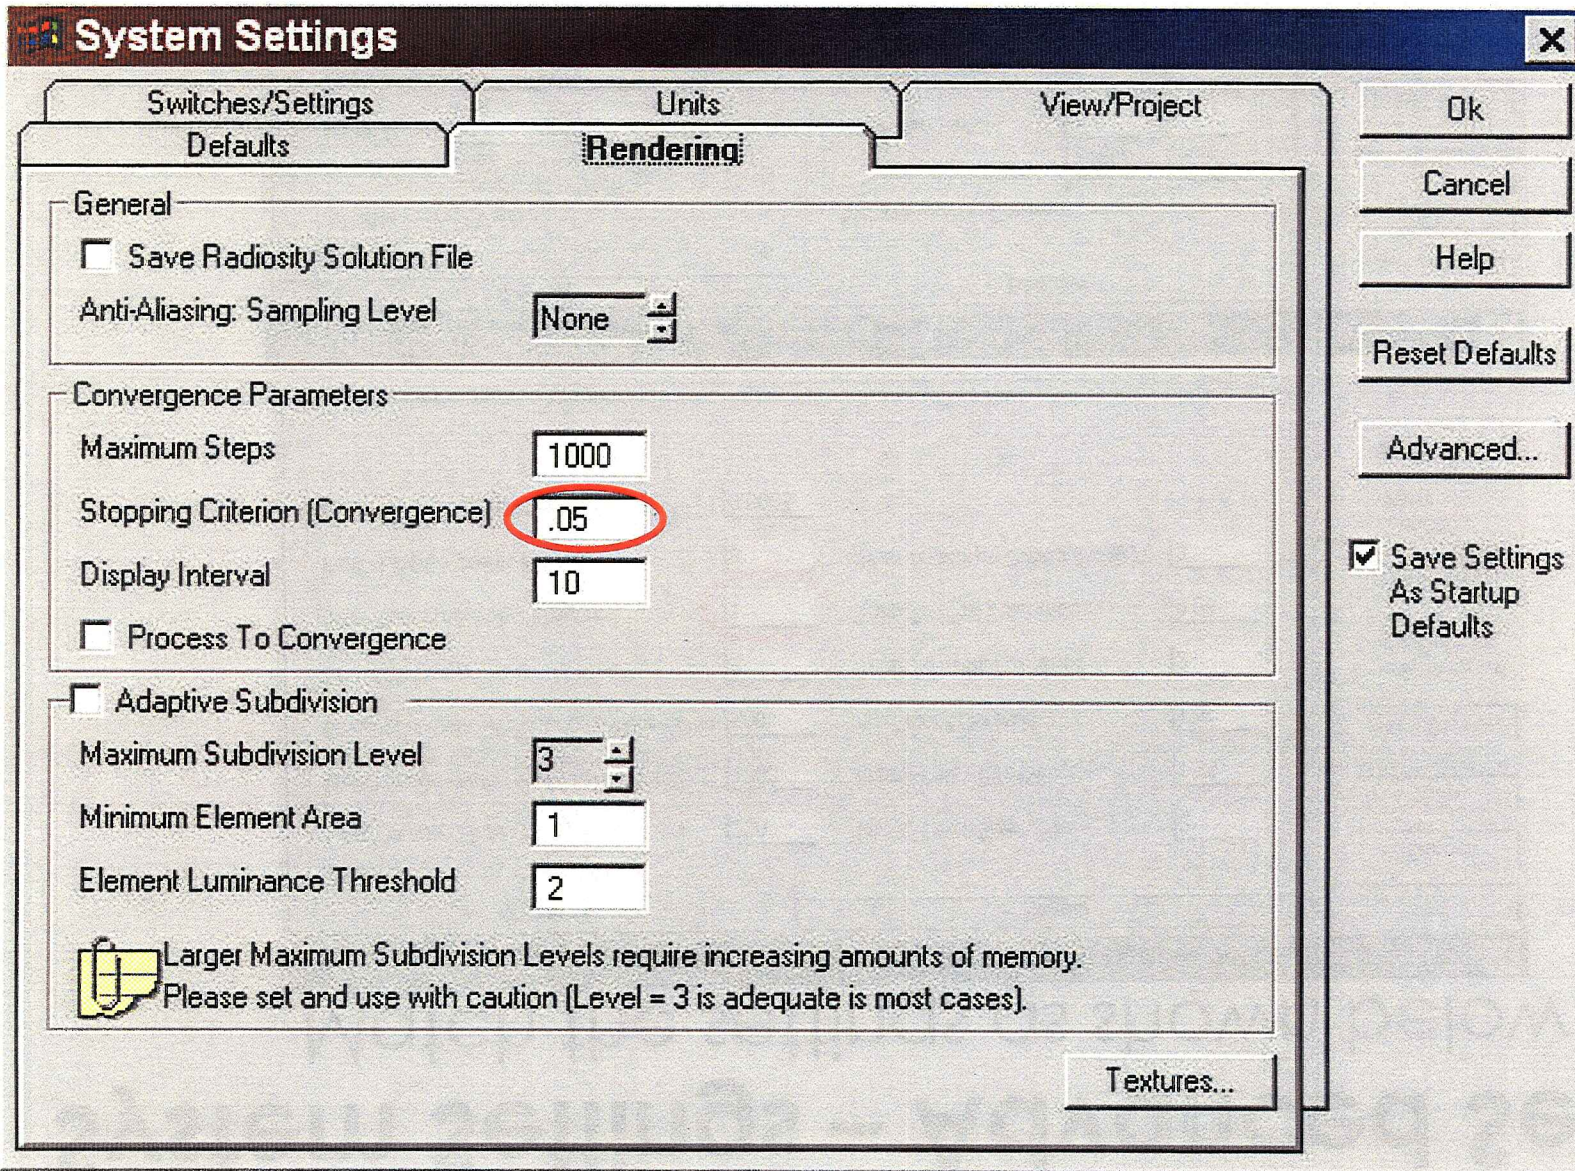 System Settings
Switches/Settings
Units
View/Project
Defaults
Rendering
Ok
Cancel
Help
Reset Defaults
Advanced...
Save Settings
As Startup
Defaults
General
Save Radiosity Solution File
Anti-Aliasing: Sampling Level
None
Convergence Parameters
Maximum Steps
1000
Stopping Criterion (Convergence)
.05
Display Interval
10
Process To Convergence
Adaptive Subdivision
Maximum Subdivision Level
3
Minimum Element Area
1
Element Luminance Threshold
2
Larger Maximum Subdivision Levels require increasing amounts of memory.
Please set and use with caution (Level = 3 is adequate is most cases).
Textures...